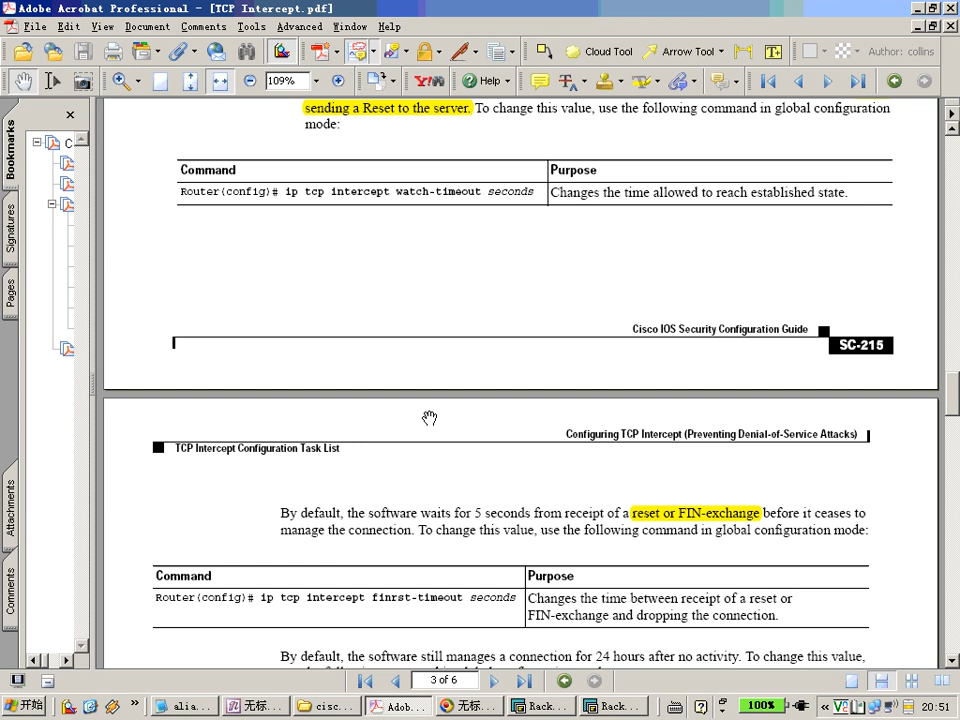 Adobe Acrobat Professional - [TCP Intercept.pdf]
File Edit View Document Comments Tools Advanced Window Help
Cloud Tool Arrow Tool Author: collins
109% Y! Help
Bookmarks
Signatures
Pages
Attachments
Comments
C
sending a Reset to the server. To change this value, use the following command in global configuration
mode:
Command Purpose
Router(config)# ip tcp intercept watch-timeout seconds Changes the time allowed to reach established state.
Cisco IOS Security Configuration Guide
SC-215
Configuring TCP Intercept (Preventing Denial-of-Service Attacks)
TCP Intercept Configuration Task List
By default, the software waits for 5 seconds from receipt of a reset or FIN-exchange before it ceases to
manage the connection. To change this value, use the following command in global configuration mode:
Command Purpose
Router(config)# ip tcp intercept finrst-timeout seconds Changes the time between receipt of a reset or
FIN-exchange and dropping the connection.
By default, the software still manages a connection for 24 hours after no activity. To change this value,
3 of 6
开始 alia... 无标... cisc... Adob... 无标... Rack... Rack... 100% 20:51